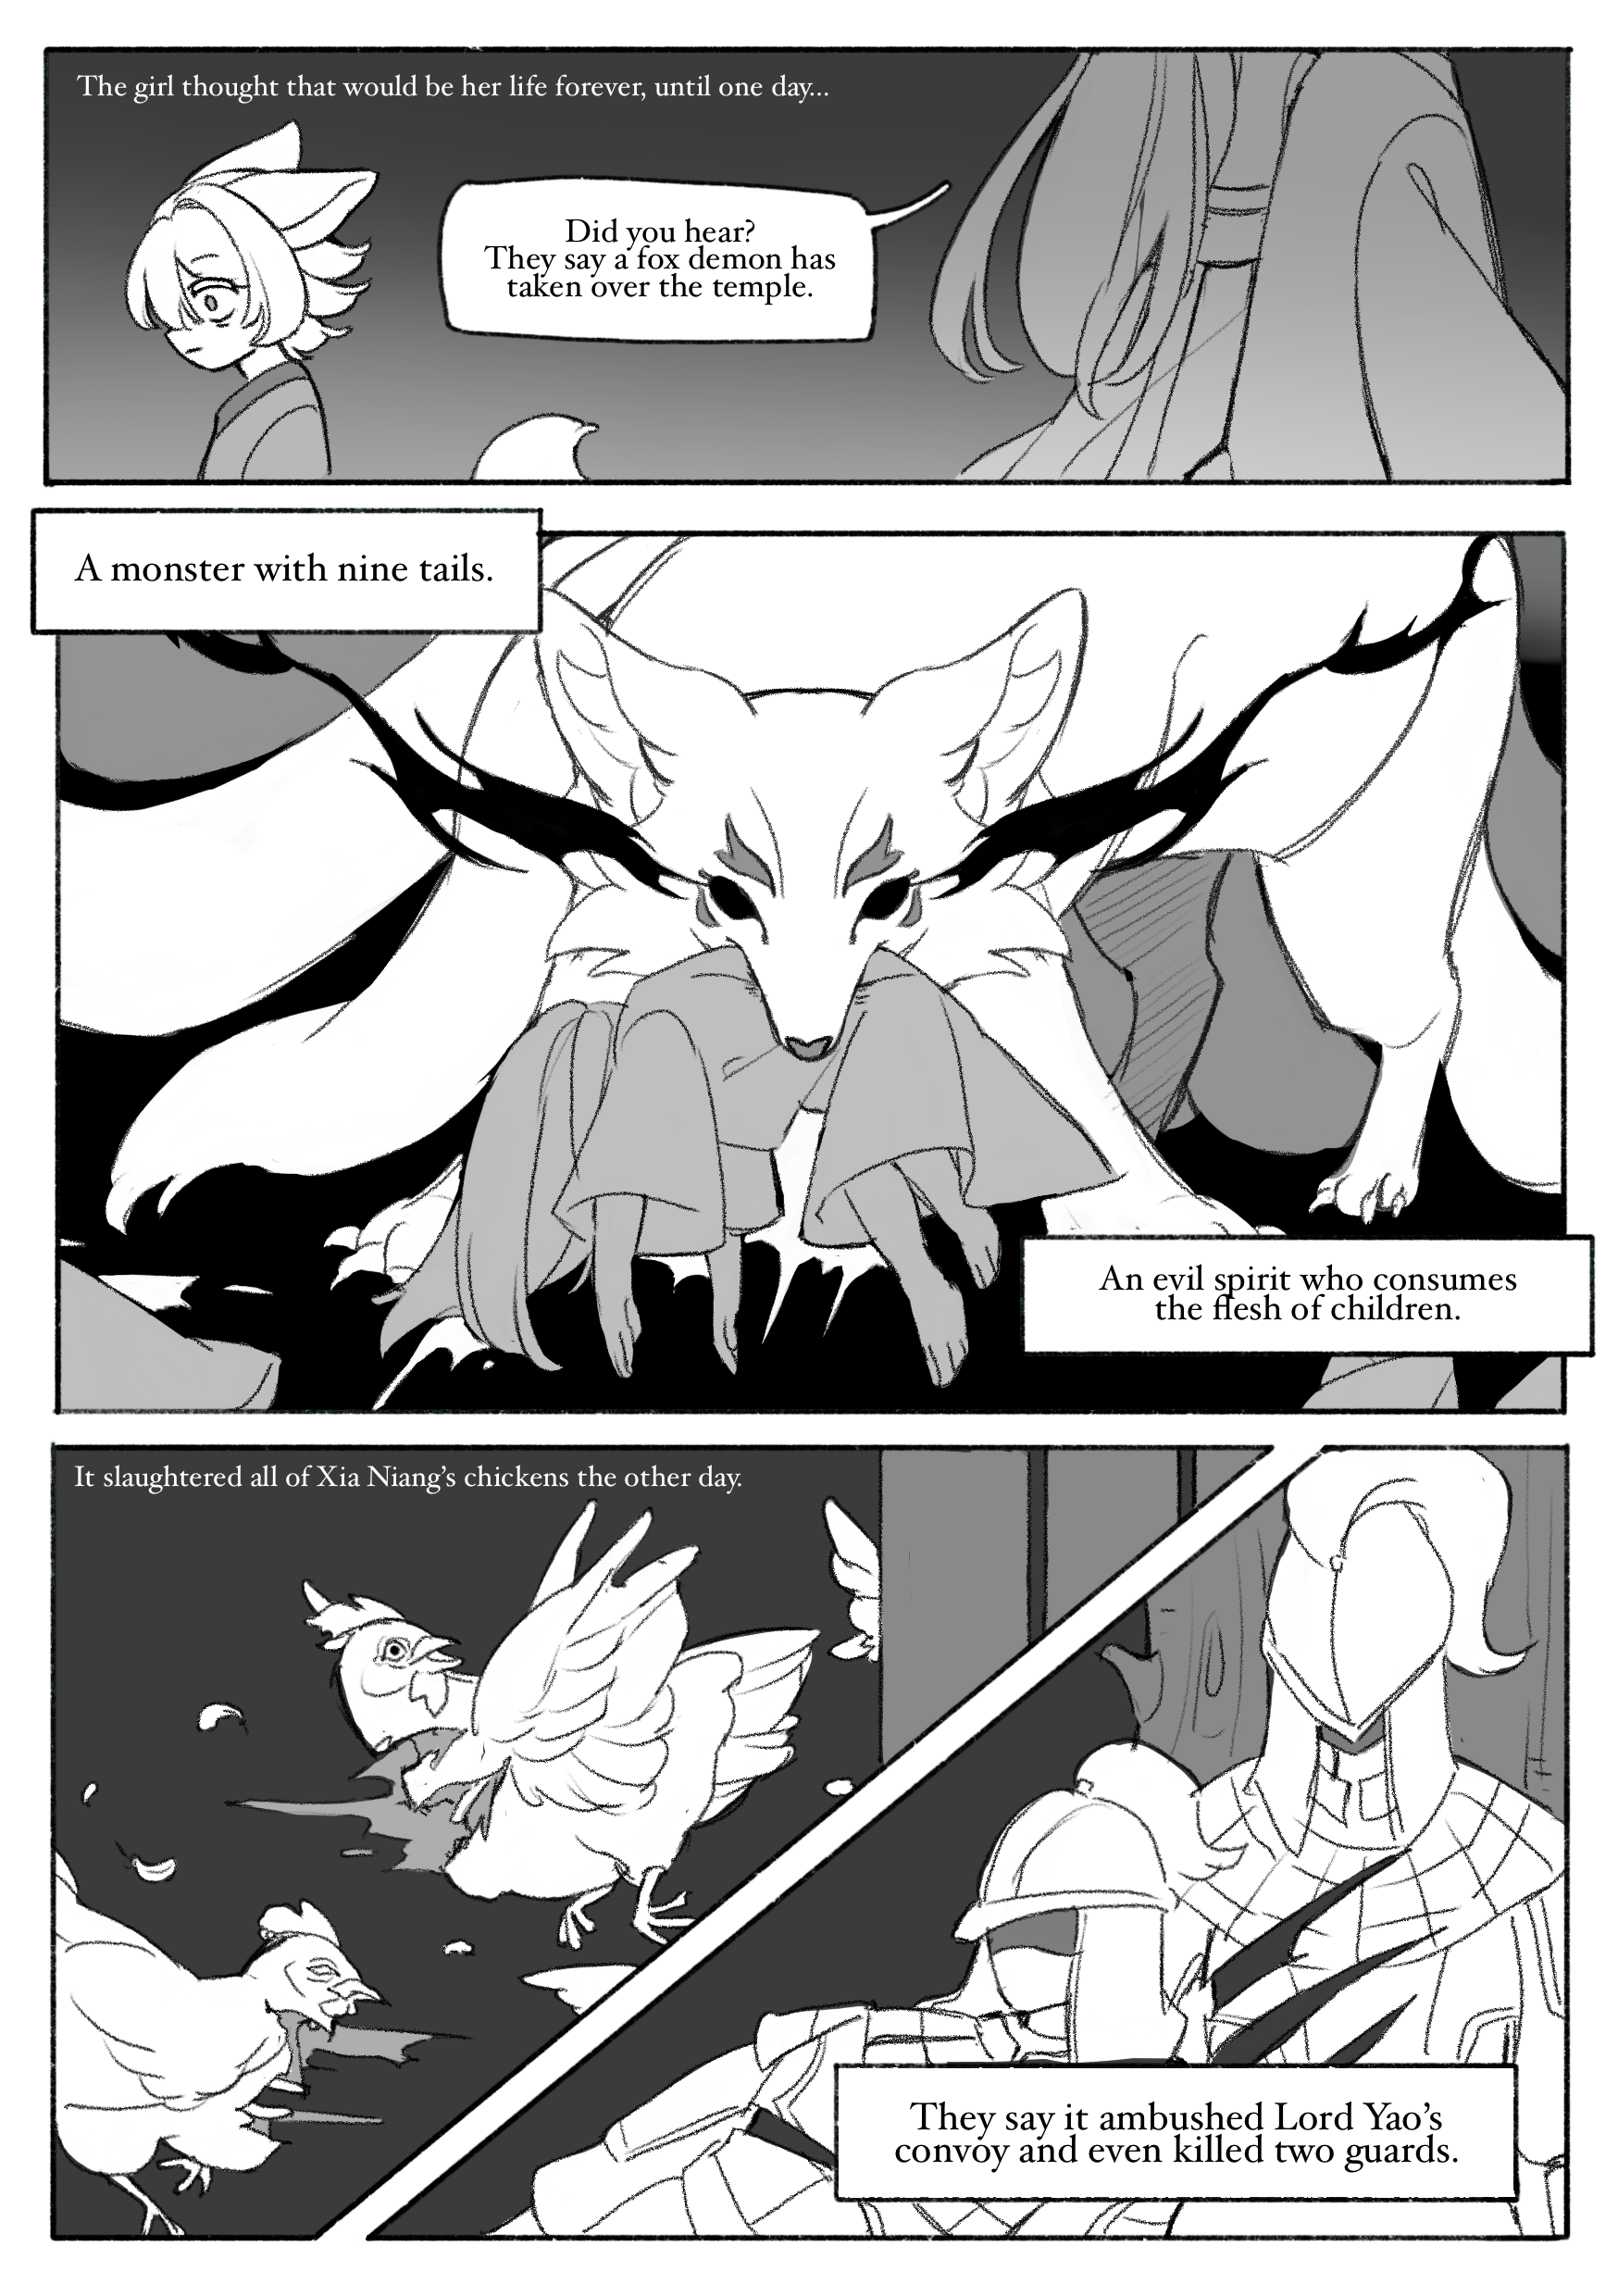 The girl thought that would be her life forever, until one day...
Did you hear?
They say a fox demon has
taken over the temple.
A monster with nine tails.
An evil spirit who consumes
the flesh of children.
It slaughtered all of Xia Niang’s chickens the other day.
They say it ambushed Lord Yao’s
convoy and even killed two guards.